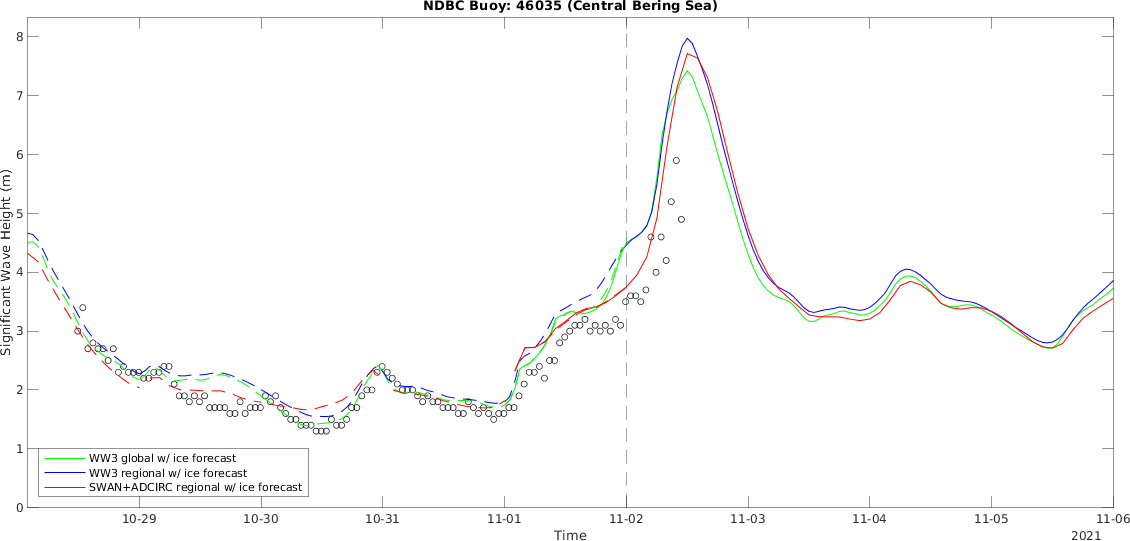 NDBC Buoy: 46035 (Central Bering Sea)
Significant Wave Height (m)
8
7
6
5
4
3
2
1
0
WW3 global w/ ice forecast
WW3 regional w/ ice forecast
SWAN+ADCIRC regional w/ ice forecast
10-29 10-30 10-31 11-01 11-02 11-03 11-04 11-05 11-06
Time
2021